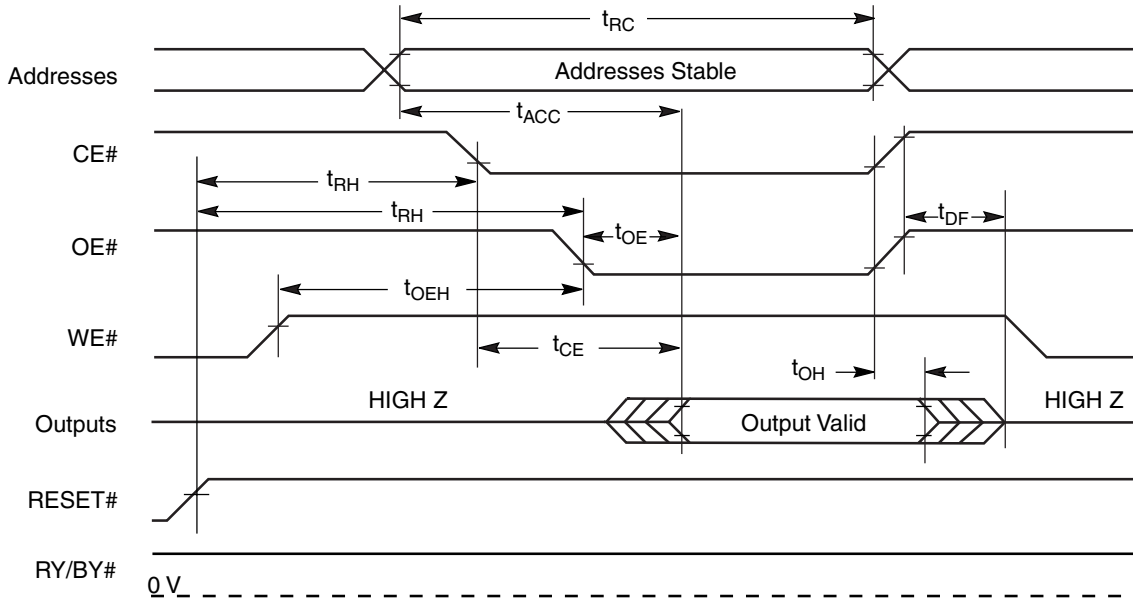 tRC
Addresses
Addresses Stable
tACC
CE#
tRH
tRH
tDF
OE#
tOE
tOEH
WE#
tCE
tOH
HIGH Z
HIGH Z
Outputs
Output Valid
RESET#
RY/BY#
0 V